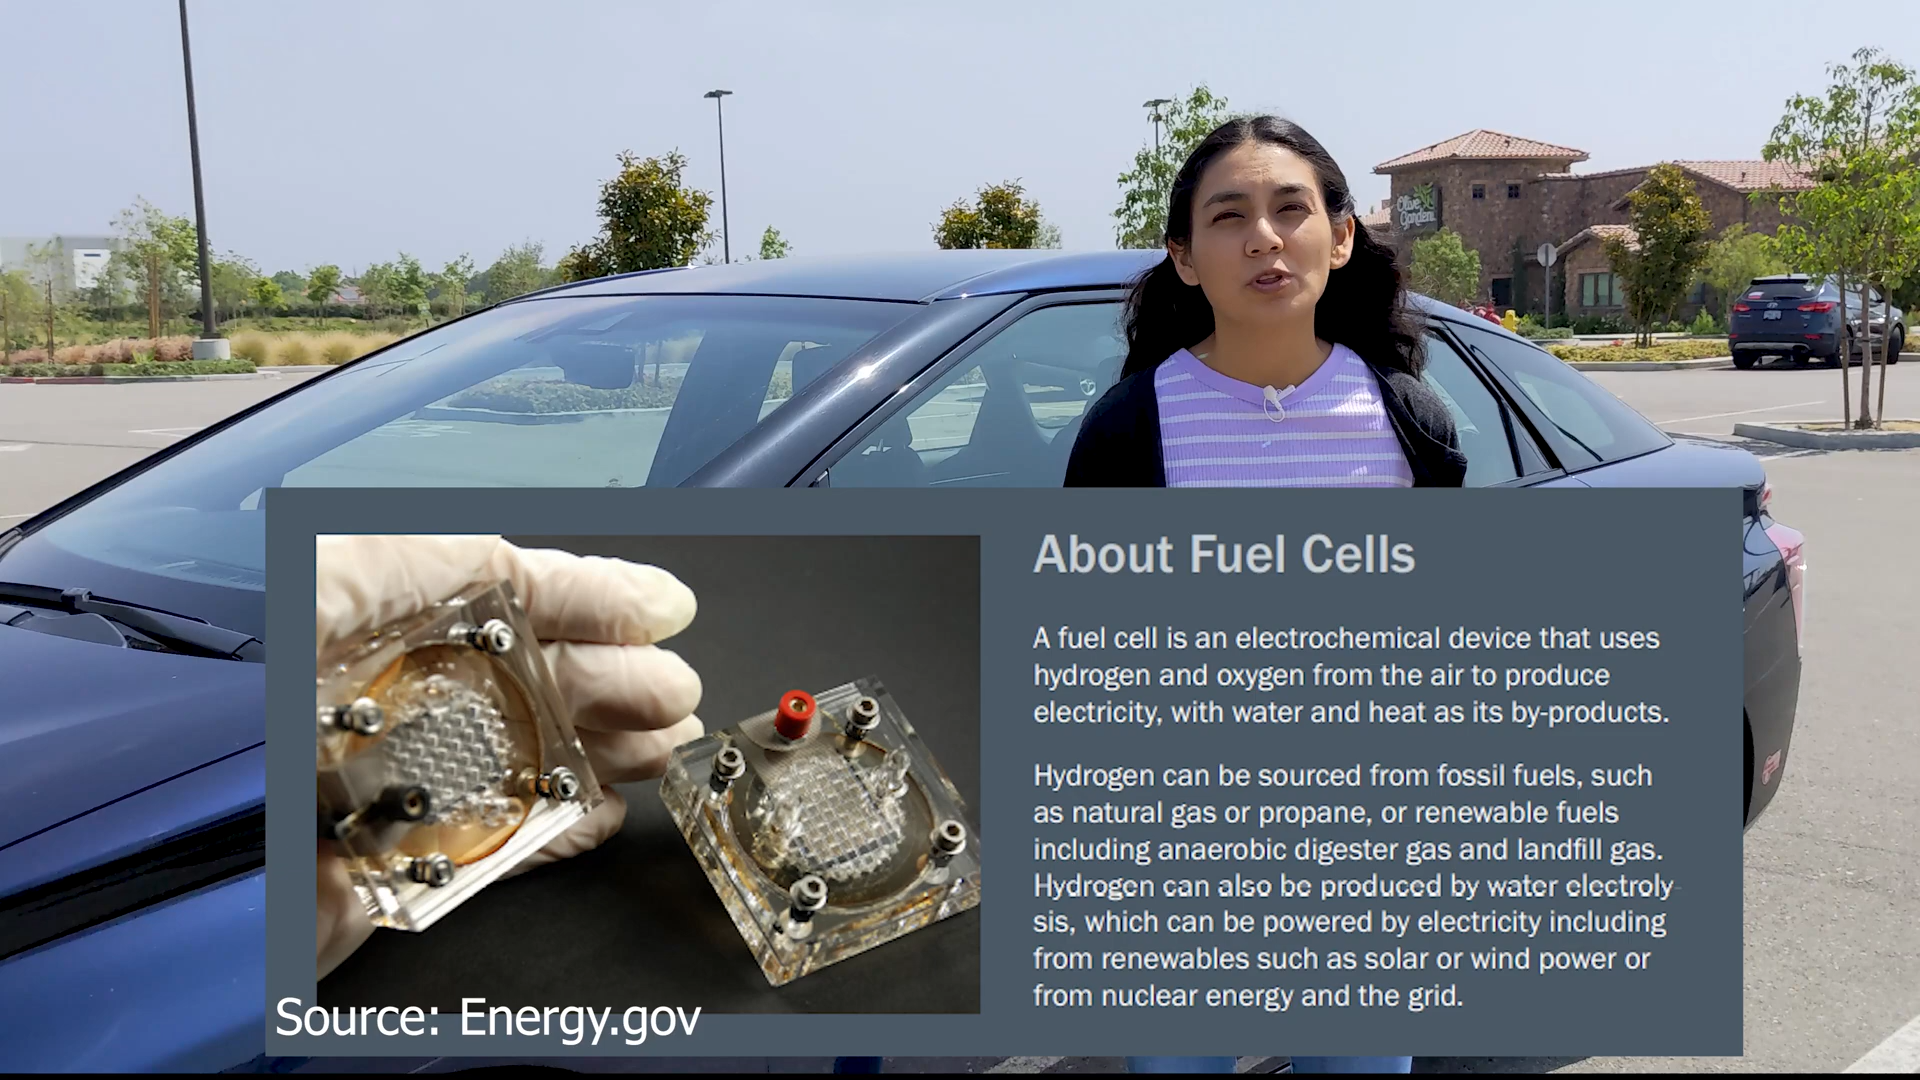 Olive
Garden
About Fuel Cells
A fuel cell is an electrochemical device that uses
hydrogen and oxygen from the air to produce
electricity, with water and heat as its by-products.
Hydrogen can be sourced from fossil fuels, such
as natural gas or propane, or renewable fuels
including anaerobic digester gas and landfill gas.
Hydrogen can also be produced by water electroly-
sis, which can be powered by electricity including
from renewables such as solar or wind power or
from nuclear energy and the grid.
Source: Energy.gov